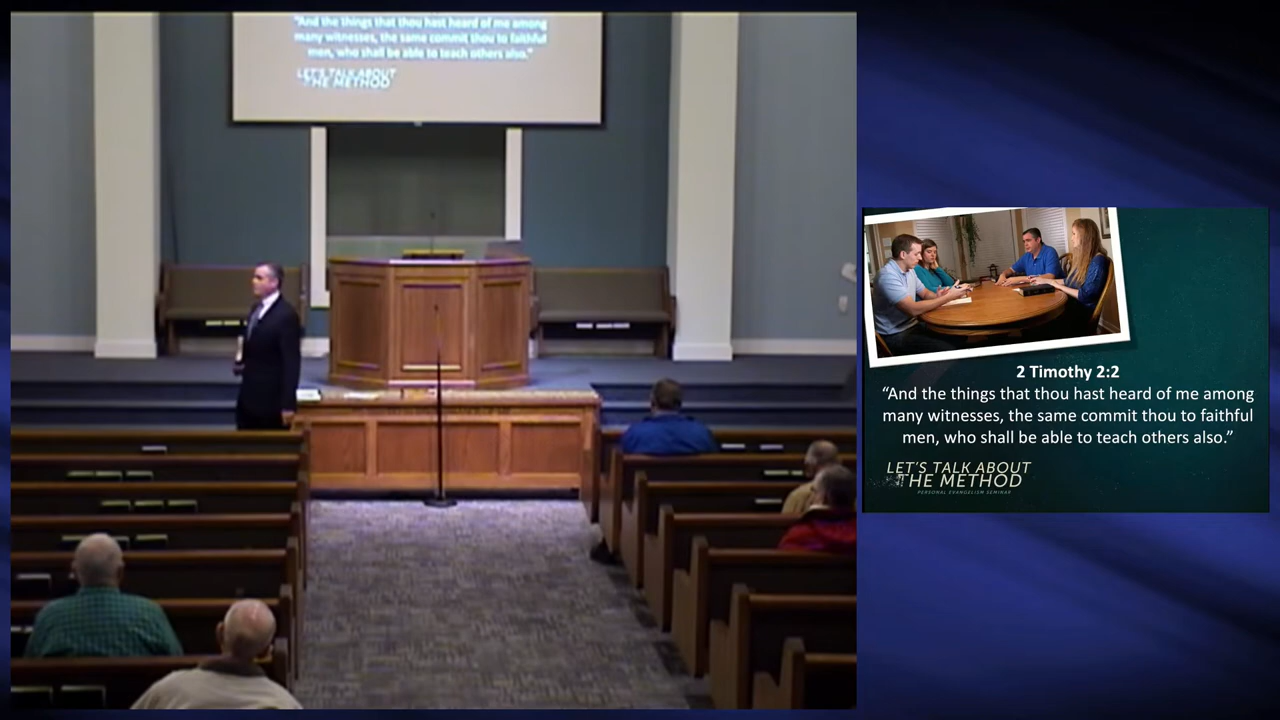 "And the things that thou hast heard of me among
many witnesses, the same commit thou to faithful
men, who shall be able to teach others also."
LET'S TALK ABOUT
THE METHOD
2 Timothy 2:2
“And the things that thou hast heard of me among
many witnesses, the same commit thou to faithful
men, who shall be able to teach others also.”
LET'S TALK ABOUT
THE METHOD
PERSONAL EVANGELISM SEMINAR